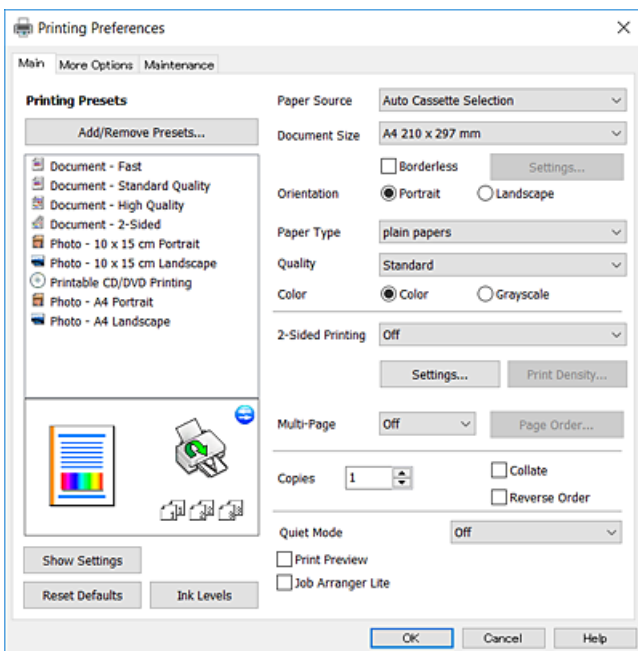 Printing Preferences
Main More Options Maintenance
Printing Presets
Add/Remove Presets...
Document - Fast
Document - Standard Quality
Document - High Quality
Document - 2-Sided
Photo - 10 x 15 cm Portrait
Photo - 10 x 15 cm Landscape
Printable CD/DVD Printing
Photo - A4 Portrait
Photo - A4 Landscape
Show Settings
Reset Defaults Ink Levels
Paper Source Auto Cassette Selection
Document Size A4 210 x 297 mm
Borderless Settings...
Orientation Portrait Landscape
Paper Type plain papers
Quality Standard
Color Color Grayscale
2-Sided Printing Off
Settings... Print Density...
Multi-Page Off Page Order...
Copies 1 Collate
Reverse Order
Quiet Mode Off
Print Preview
Job Arranger Lite
OK Cancel Help